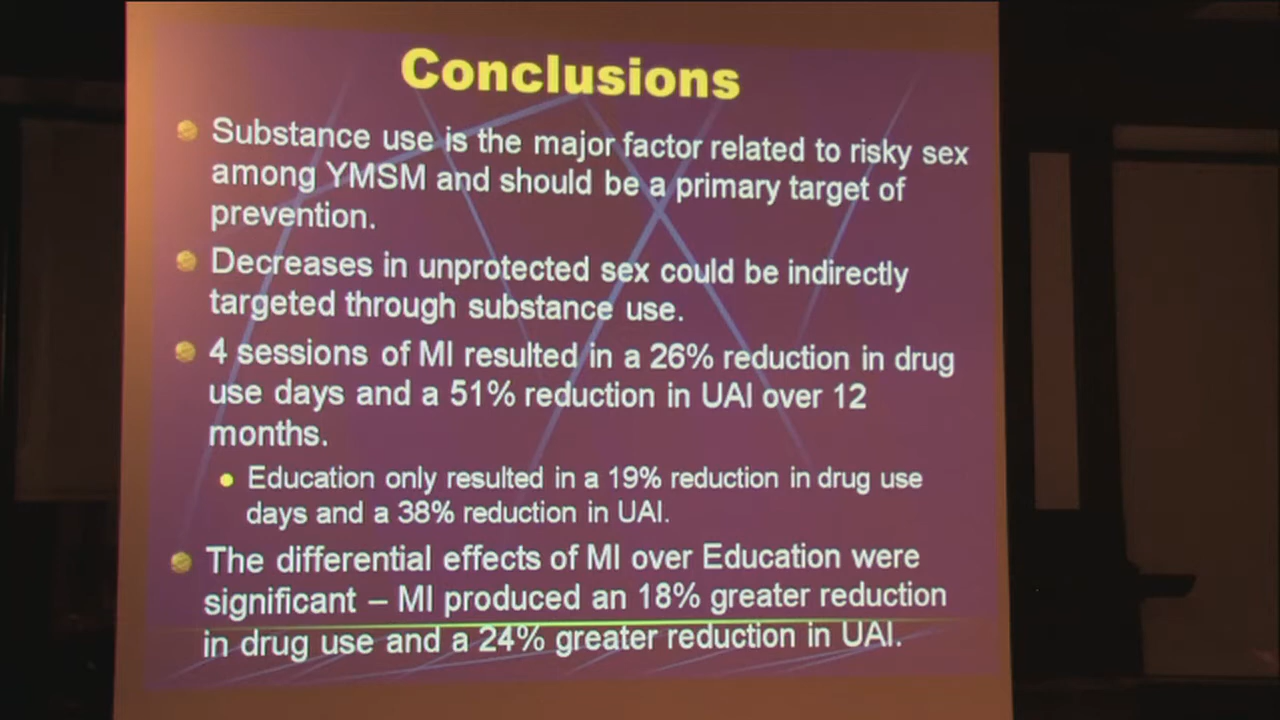 Conclusions
Substance use is the major factor related to risky sex
among YMSM and should be a primary target of
prevention.
Decreases in unprotected sex could be indirectly
targeted through substance use.
4 sessions of MI resulted in a 26% reduction in drug
use days and a 51% reduction in UAI over 12
months.
Education only resulted in a 19% reduction in drug use
days and a 38% reduction in UAI.
The differential effects of MI over Education were
significant – MI produced an 18% greater reduction
in drug use and a 24% greater reduction in UAI.